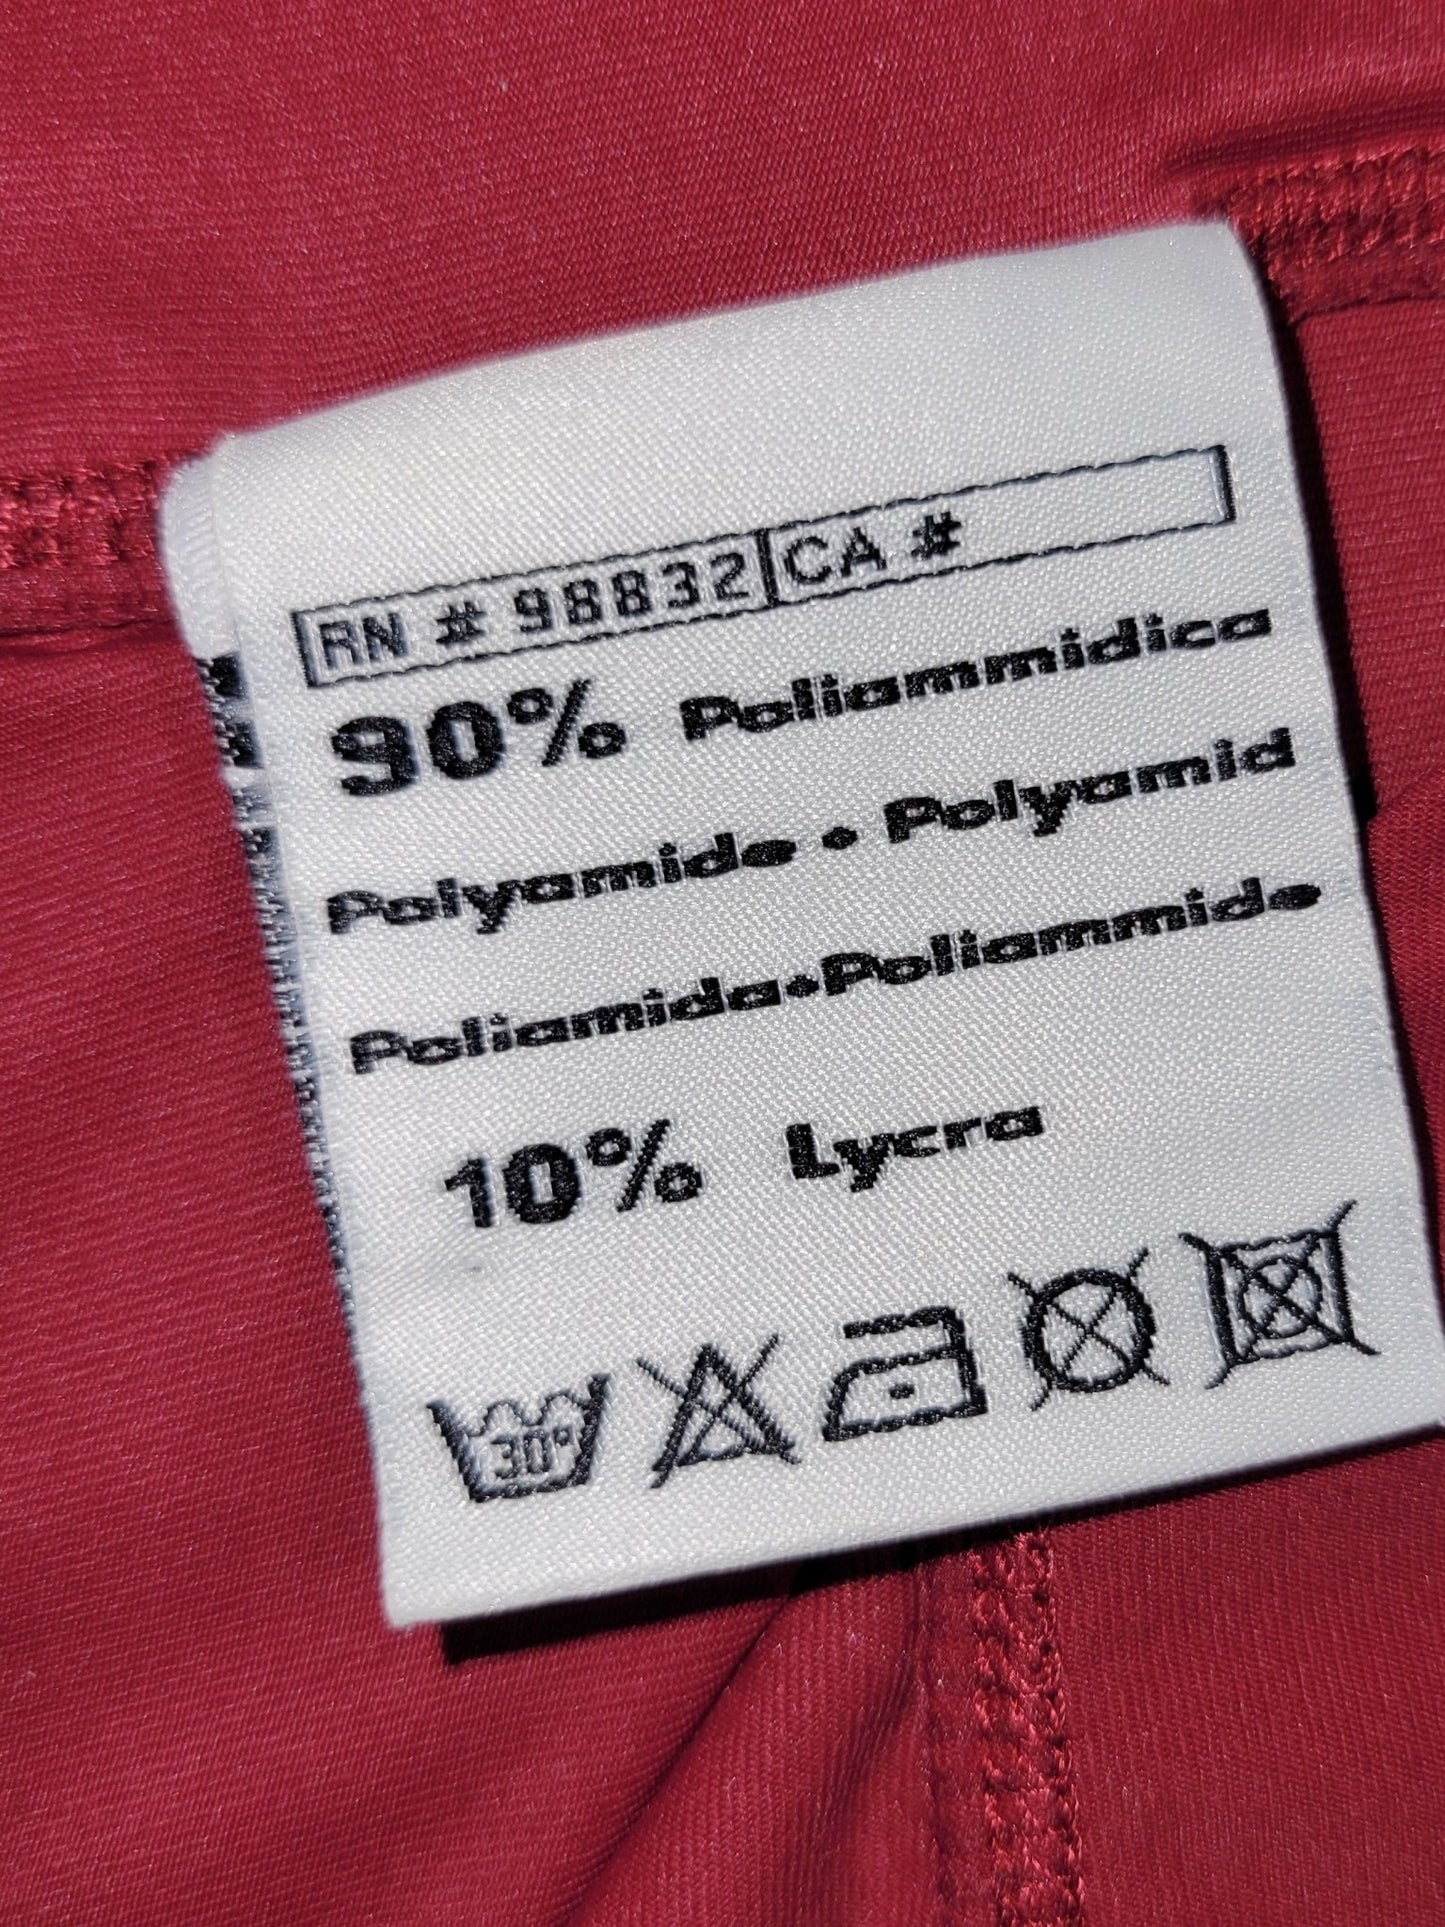 RN # 98832 CA #
90% Poliammidica
Polyamide • Polyamid
Poliamida•Poliammide
10% Lycra
30°